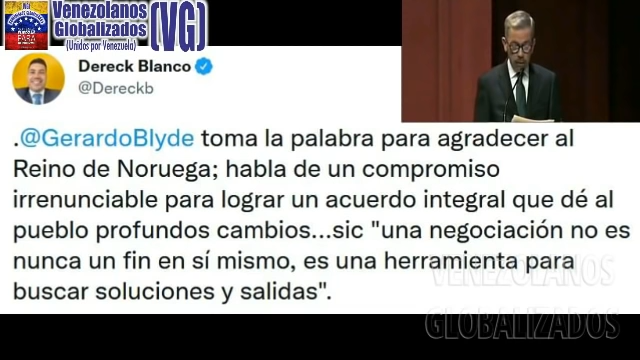 Venezolanos
Globalizados
(Unidos por Venezuela)
(VG)
Dereck Blanco
@Dereckb
.@GerardoBlyde toma la palabra para agradecer al
Reino de Noruega; habla de un compromiso
irrenunciable para lograr un acuerdo integral que dé al
pueblo profundos cambios...sic "una negociación no es
nunca un fin en sí mismo, es una herramienta para
buscar soluciones y salidas".
VENEZOLANOS
GLOBALIZADOS